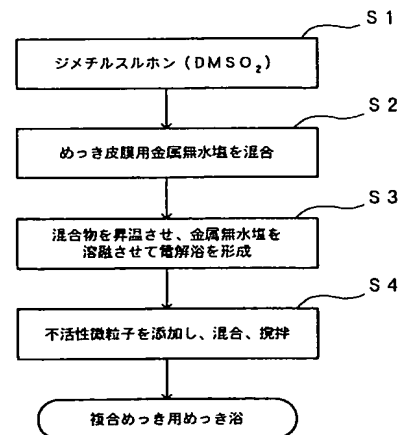 S1
ジメチルスルホン(DMSO₂)
S2
めっき皮膜用金属無水塩を混合
S3
混合物を昇温させ、金属無水塩を
溶融させて電解浴を形成
S4
不活性微粒子を添加し、混合、撹拌
複合めっき用めっき浴